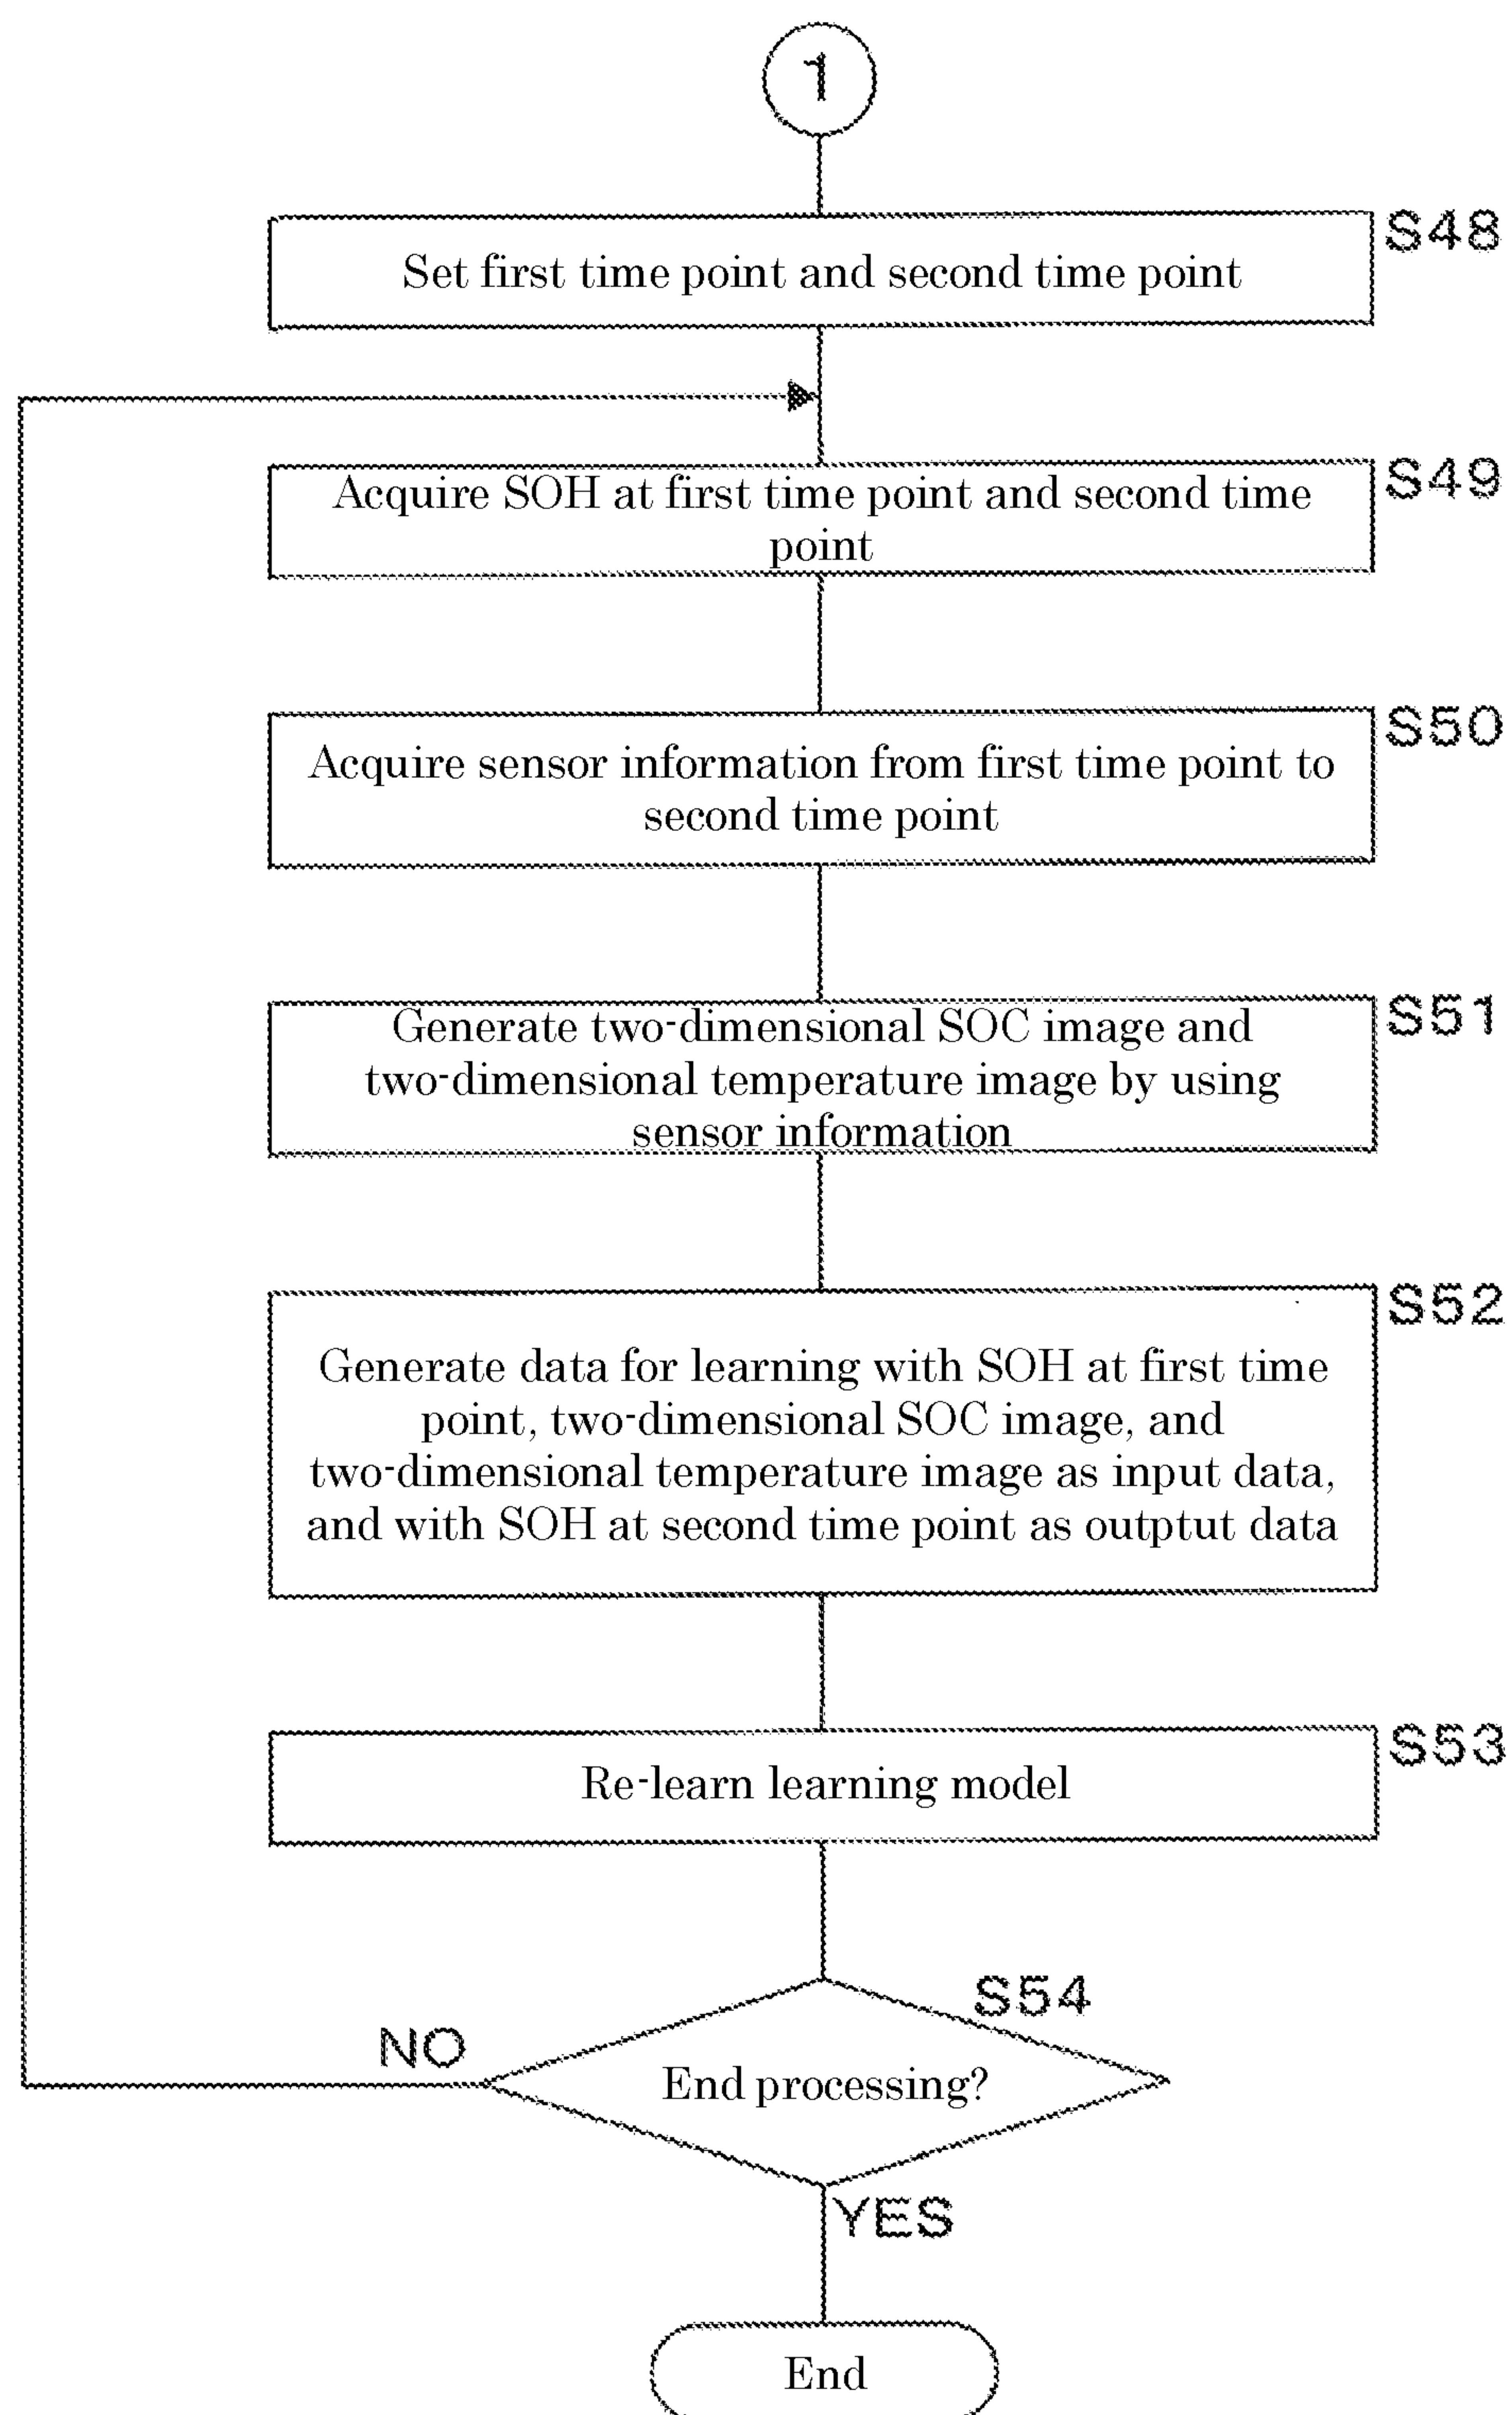 1
S48
Set first time point and second time point
S49
Acquire SOH at first time point and second time
point
S50
Acquire sensor information from first time point to
second time point
S51
Generate two-dimensional SOC image and
two-dimensional temperature image by using
sensor information
S52
Generate data for learning with SOH at first time
point, two-dimensional SOC image, and
two-dimensional temperature image as input data,
and with SOH at second time point as outptut data
S53
Re-learn learning model
S54
NO
End processing?
YES
End